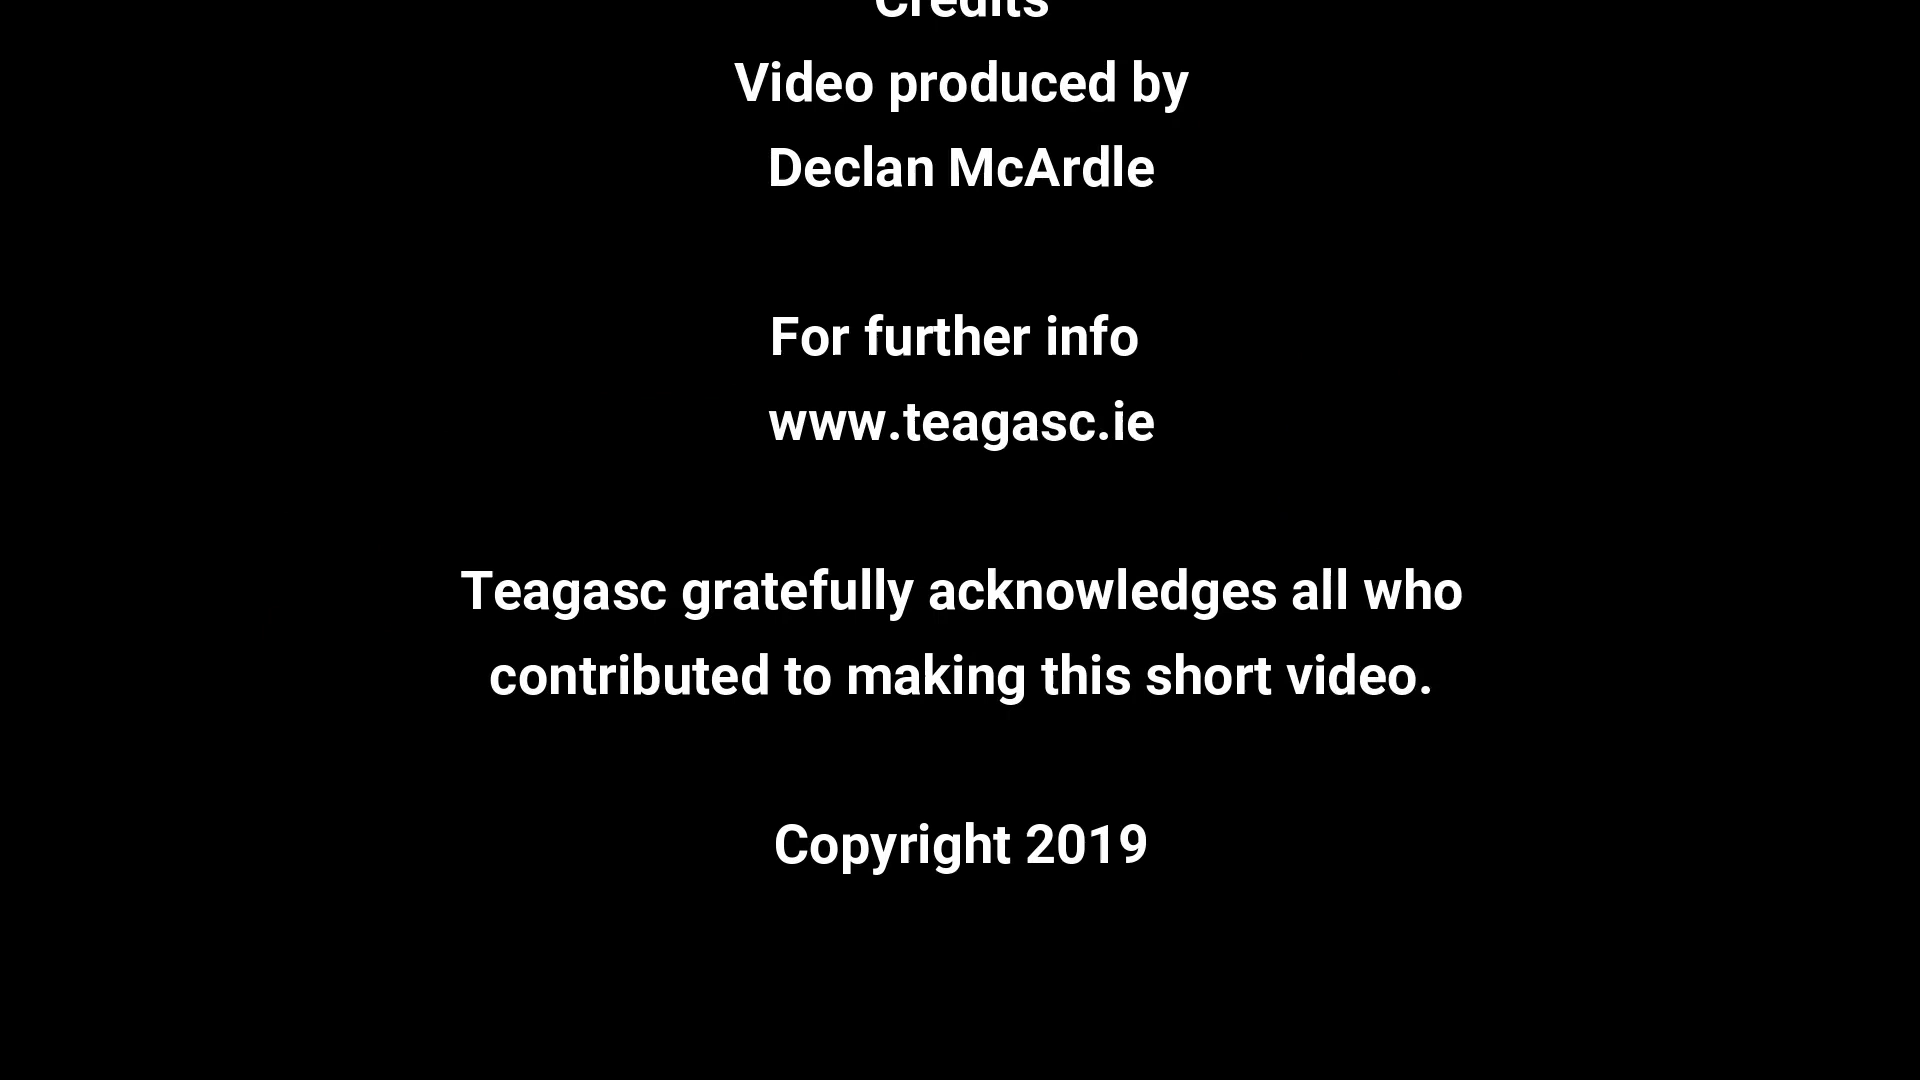 Credits
Video produced by
Declan McArdle
For further info
www.teagasc.ie
Teagasc gratefully acknowledges all who
contributed to making this short video.
Copyright 2019